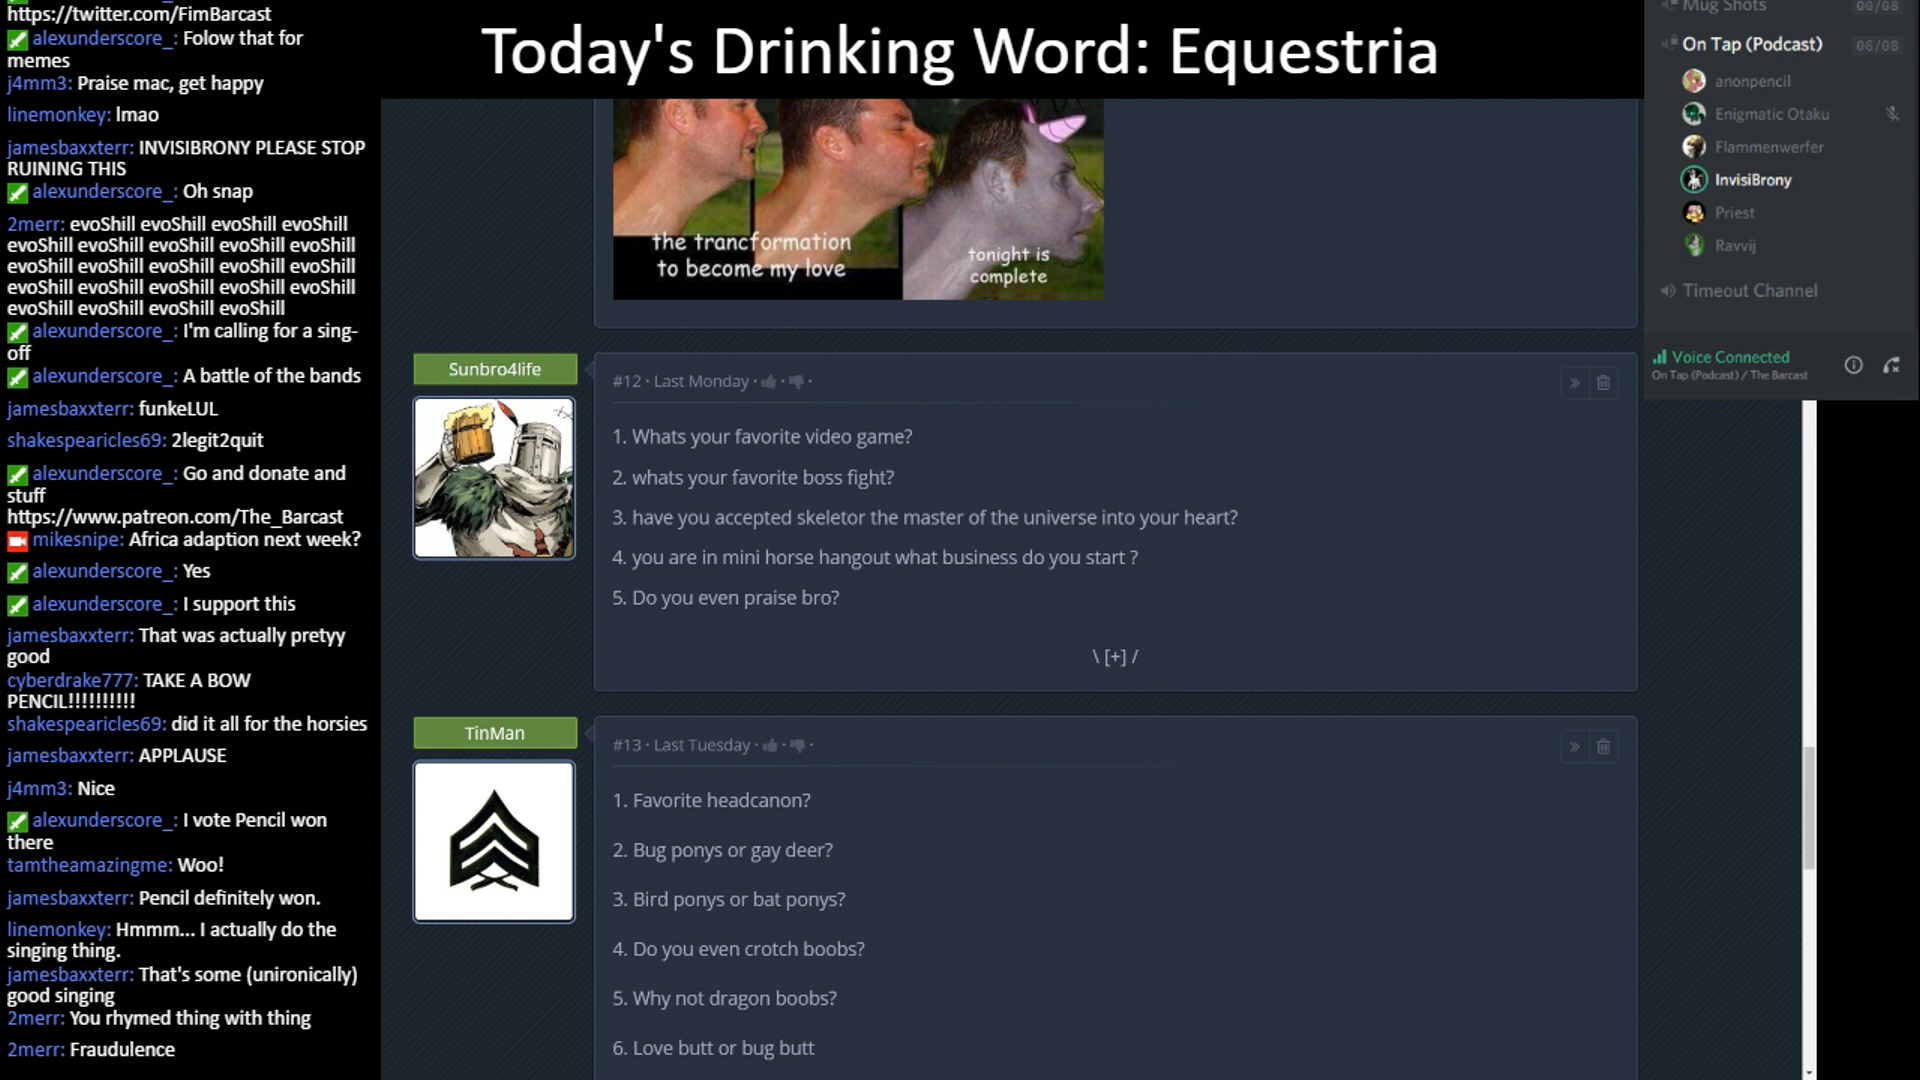 https://twitter.com/FimBarcast
alexunderscore_: Folow that for
memes
j4mm3: Praise mac, get happy
linemonkey: lmao
jamesbaxxterr: INVISIBRONY PLEASE STOP
RUINING THIS
alexunderscore_: Oh snap
2merr: evoShill evoShill evoShill evoShill
evoShill evoShill evoShill evoShill evoShill
evoShill evoShill evoShill evoShill evoShill
evoShill evoShill evoShill evoShill evoShill
evoShill evoShill evoShill evoShill
alexunderscore_: I'm calling for a sing-
off
alexunderscore_: A battle of the bands
jamesbaxxterr: funkeLUL
shakespearicles69: 2legit2quit
alexunderscore_: Go and donate and
stuff
https://www.patreon.com/The_Barcast
mikesnipe: Africa adaption next week?
alexunderscore_: Yes
alexunderscore_: I support this
jamesbaxxterr: That was actually pretyy
good
cyberdrake777: TAKE A BOW
PENCIL!!!!!!!!!!
shakespearicles69: did it all for the horsies
jamesbaxxterr: APPLAUSE
j4mm3: Nice
alexunderscore_: I vote Pencil won
there
tamtheamazingme: Woo!
jamesbaxxterr: Pencil definitely won.
linemonkey: Hmmm... I actually do the
singing thing.
jamesbaxxterr: That's some (unironically)
good singing
2merr: You rhymed thing with thing
2merr: Fraudulence
Today's Drinking Word: Equestria
the trancformation
to become my love
tonight is
complete
Sunbro4life
#12 · Last Monday ·
1. Whats your favorite video game?
2. whats your favorite boss fight?
3. have you accepted skeletor the master of the universe into your heart?
4. you are in mini horse hangout what business do you start ?
5. Do you even praise bro?
\ [+] /
TinMan
#13 · Last Tuesday ·
1. Favorite headcanon?
2. Bug ponys or gay deer?
3. Bird ponys or bat ponys?
4. Do you even crotch boobs?
5. Why not dragon boobs?
6. Love butt or bug butt
Mug Shots 00/08
On Tap (Podcast) 06/08
anonpencil
Enigmatic Otaku
Flammenwerfer
InvisiBrony
Priest
Ravvij
Timeout Channel
Voice Connected
On Tap (Podcast) / The Barcast